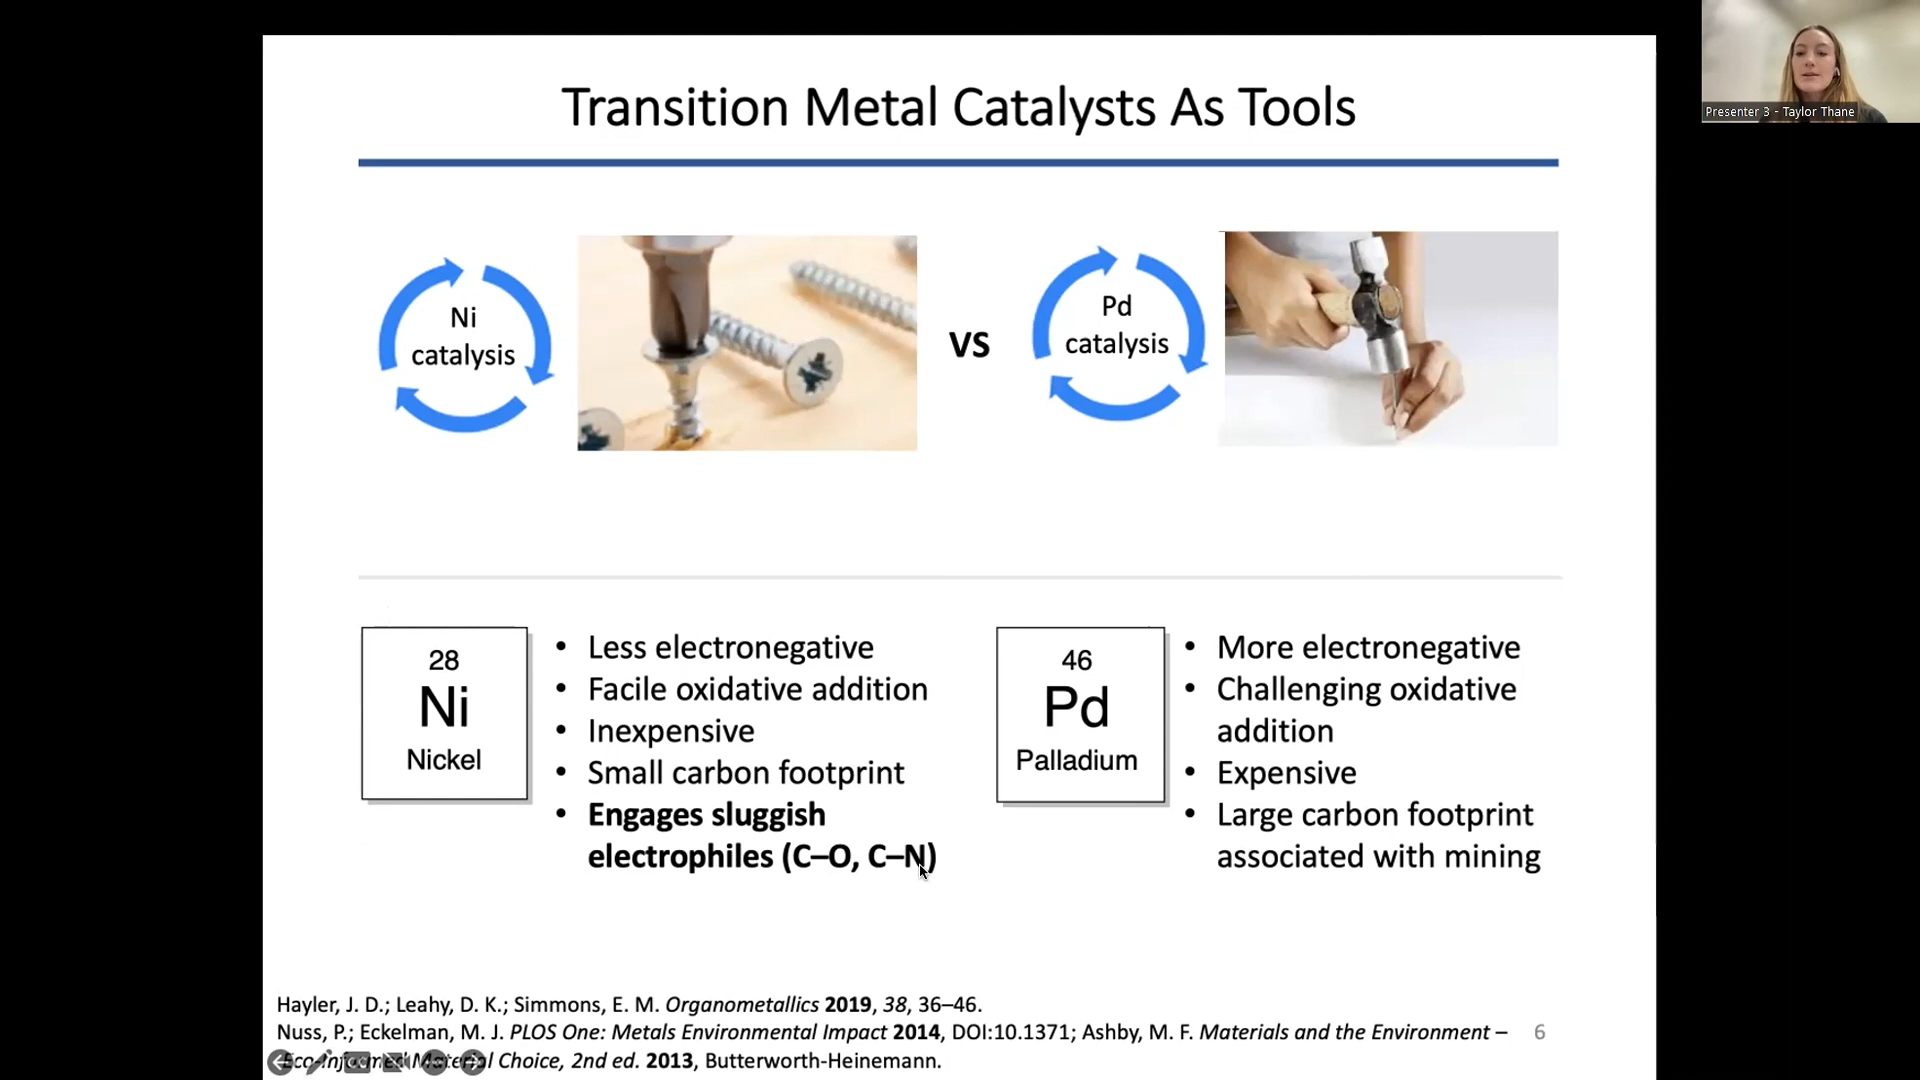 Transition Metal Catalysts As Tools
Presenter 3 - Taylor Thane
Ni
catalysis
VS
Pd
catalysis
28
Ni
Nickel
• Less electronegative
• Facile oxidative addition
• Inexpensive
• Small carbon footprint
• Engages sluggish
electrophiles (C–O, C–N)
46
Pd
Palladium
• More electronegative
• Challenging oxidative
addition
• Expensive
• Large carbon footprint
associated with mining
Hayler, J. D.; Leahy, D. K.; Simmons, E. M. Organometallics 2019, 38, 36–46.
Nuss, P.; Eckelman, M. J. PLOS One: Metals Environmental Impact 2014, DOI:10.1371; Ashby, M. F. Materials and the Environment –
Eco-Informed Material Choice, 2nd ed. 2013, Butterworth-Heinemann.
6